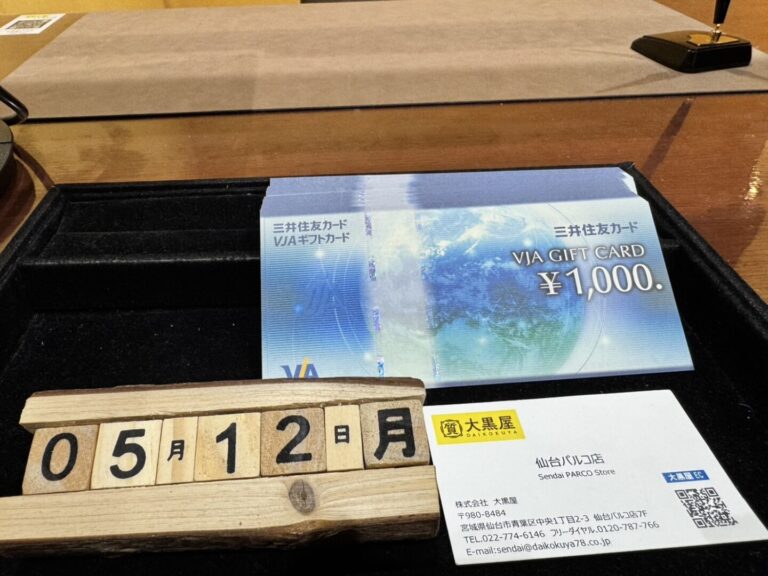 三井住友カード
VJAギフトカード
三井住友カード
VJA GIFT CARD
¥1,000.
VJA
05月12日月
質 大黒屋
DAIKOKUYA
仙台パルコ店
Sendai PARCO Store
大黒屋 EC
株式会社 大黒屋
〒980-8484
宮城県仙台市青葉区中央1丁目2-3 仙台パルコ店7F
TEL.022-774-6146 フリーダイヤル.0120-787-766
E-mail:sendai@daikokuya78.co.jp